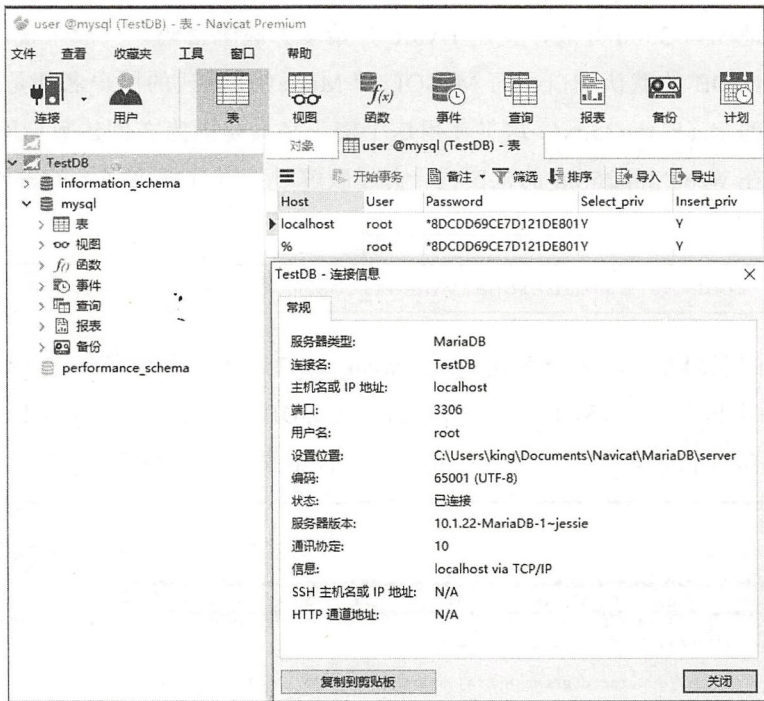 user @mysql (TestDB) - 表 - Navicat Premium
文件 查看 收藏夹 工具 窗口 帮助
连接 用户 表 视图 函数 事件 查询 报表 备份 计划
对象 user @mysql (TestDB) - 表
开始事务 备注 筛选 排序 导入 导出
TestDB
information_schema
mysql
表
视图
函数
事件
查询
报表
备份
performance_schema
Host User Password Select_priv Insert_priv
localhost root *8DCDD69CE7D121DE801Y Y
% root *8DCDD69CE7D121DE801Y Y
TestDB - 连接信息
常规
服务器类型: MariaDB
连接名: TestDB
主机名或 IP 地址: localhost
端口: 3306
用户名: root
设置位置: C:\Users\king\Documents\Navicat\MariaDB\server
编码: 65001 (UTF-8)
状态: 已连接
服务器版本: 10.1.22-MariaDB-1~jessie
通讯协定: 10
信息: localhost via TCP/IP
SSH 主机名或 IP 地址: N/A
HTTP 通道地址: N/A
复制到剪贴板 关闭